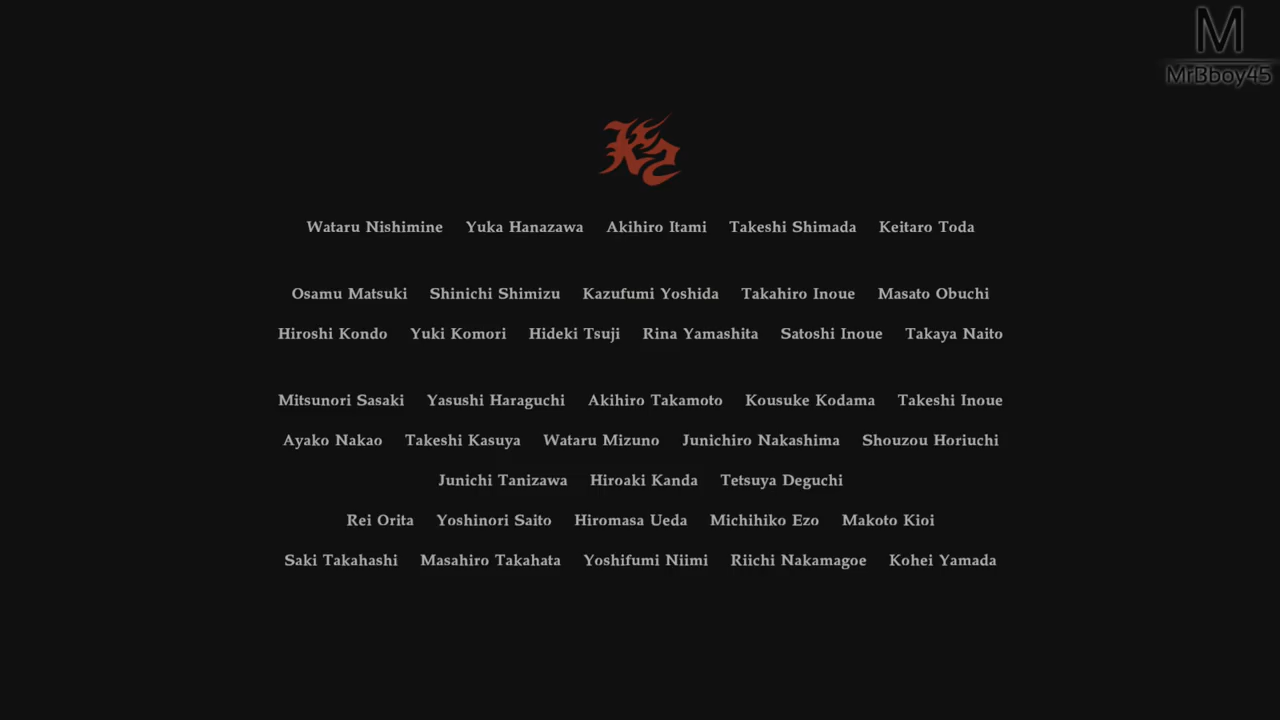 M
MrBboy45
K2
Wataru Nishimine Yuka Hanazawa Akihiro Itami Takeshi Shimada Keitaro Toda
Osamu Matsuki Shinichi Shimizu Kazufumi Yoshida Takahiro Inoue Masato Obuchi
Hiroshi Kondo Yuki Komori Hideki Tsuji Rina Yamashita Satoshi Inoue Takaya Naito
Mitsunori Sasaki Yasushi Haraguchi Akihiro Takamoto Kousuke Kodama Takeshi Inoue
Ayako Nakao Takeshi Kasuya Wataru Mizuno Junichiro Nakashima Shouzou Horiuchi
Junichi Tanizawa Hiroaki Kanda Tetsuya Deguchi
Rei Orita Yoshinori Saito Hiromasa Ueda Michihiko Ezo Makoto Kioi
Saki Takahashi Masahiro Takahata Yoshifumi Niimi Riichi Nakamagoe Kohei Yamada